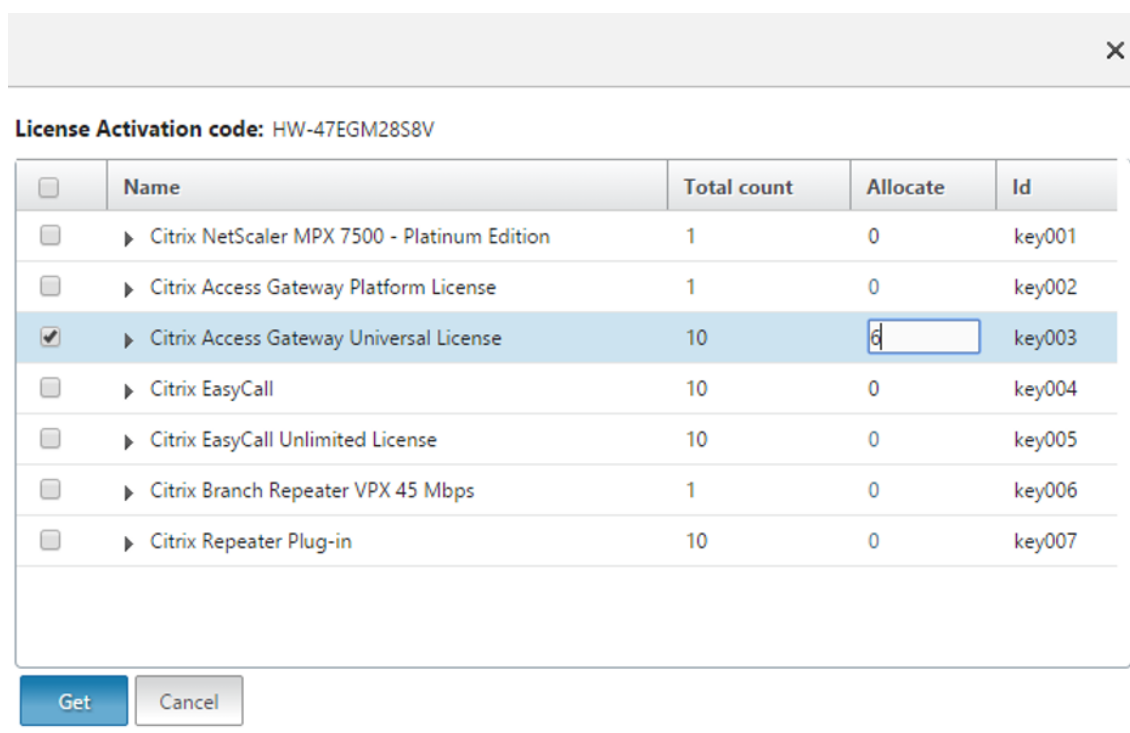 License Activation code: HW-47EGM28S8V
Name Total count Allocate Id
Citrix NetScaler MPX 7500 - Platinum Edition 1 0 key001
Citrix Access Gateway Platform License 1 0 key002
Citrix Access Gateway Universal License 10 6 key003
Citrix EasyCall 10 0 key004
Citrix EasyCall Unlimited License 10 0 key005
Citrix Branch Repeater VPX 45 Mbps 1 0 key006
Citrix Repeater Plug-in 10 0 key007
Get Cancel